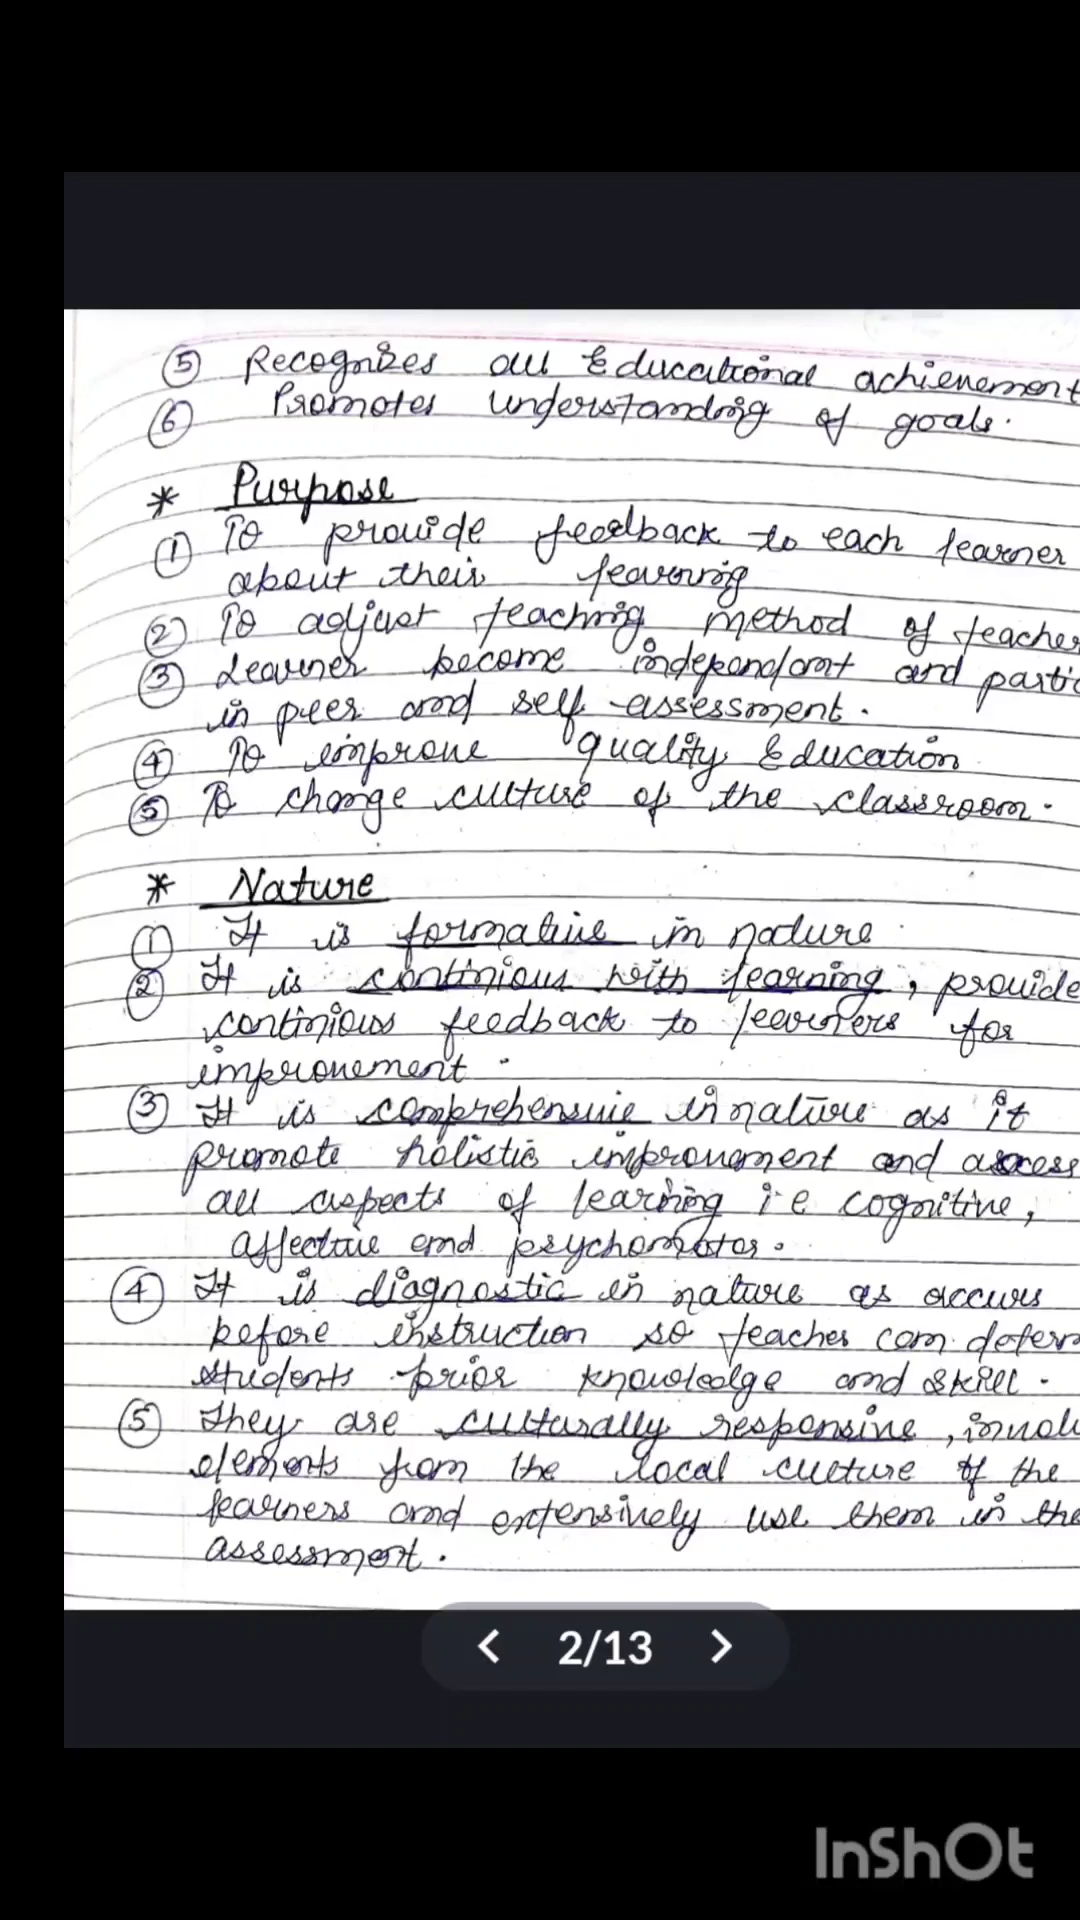 ⑤ Recognizes all Educational achievement
⑥ Promotes understanding of goals.
* Purpose
① To provide feedback to each learner
about their learning
② To adjust teaching method of teacher
③ Learner become independant and partic
in peer and self assessment.
④ To improve quality Education
⑤ To change culture of the classroom.
* Nature
① It is formative in nature.
② It is continious with learning, provide
continious feedback to learners for
improvement.
③ It is comprehensive in nature as it
promote holistic improvement and
all aspects of learning i.e cognitive,
affective and psychomotor.
④ It is diagnostic in nature as occurs
before instruction so teacher can determ
students prior knowledge and skill.
⑤ They are culturally responsive, involv
elements from the local culture of the
learners and extensively use them in the
assessment.
< 2/13 >
InShOt